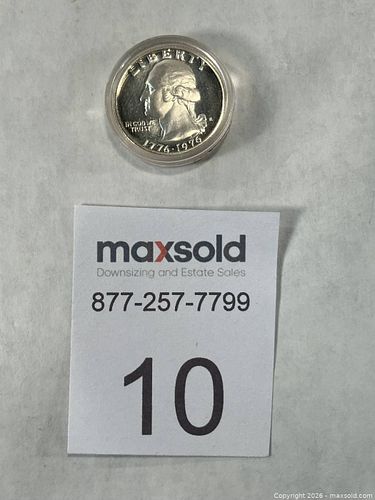 LIBERTY
IN GOD WE
TRUST
S
1776·1976
maxsold
Downsizing and Estate Sales
877-257-7799
10
Copyright 2026 - maxsold.com